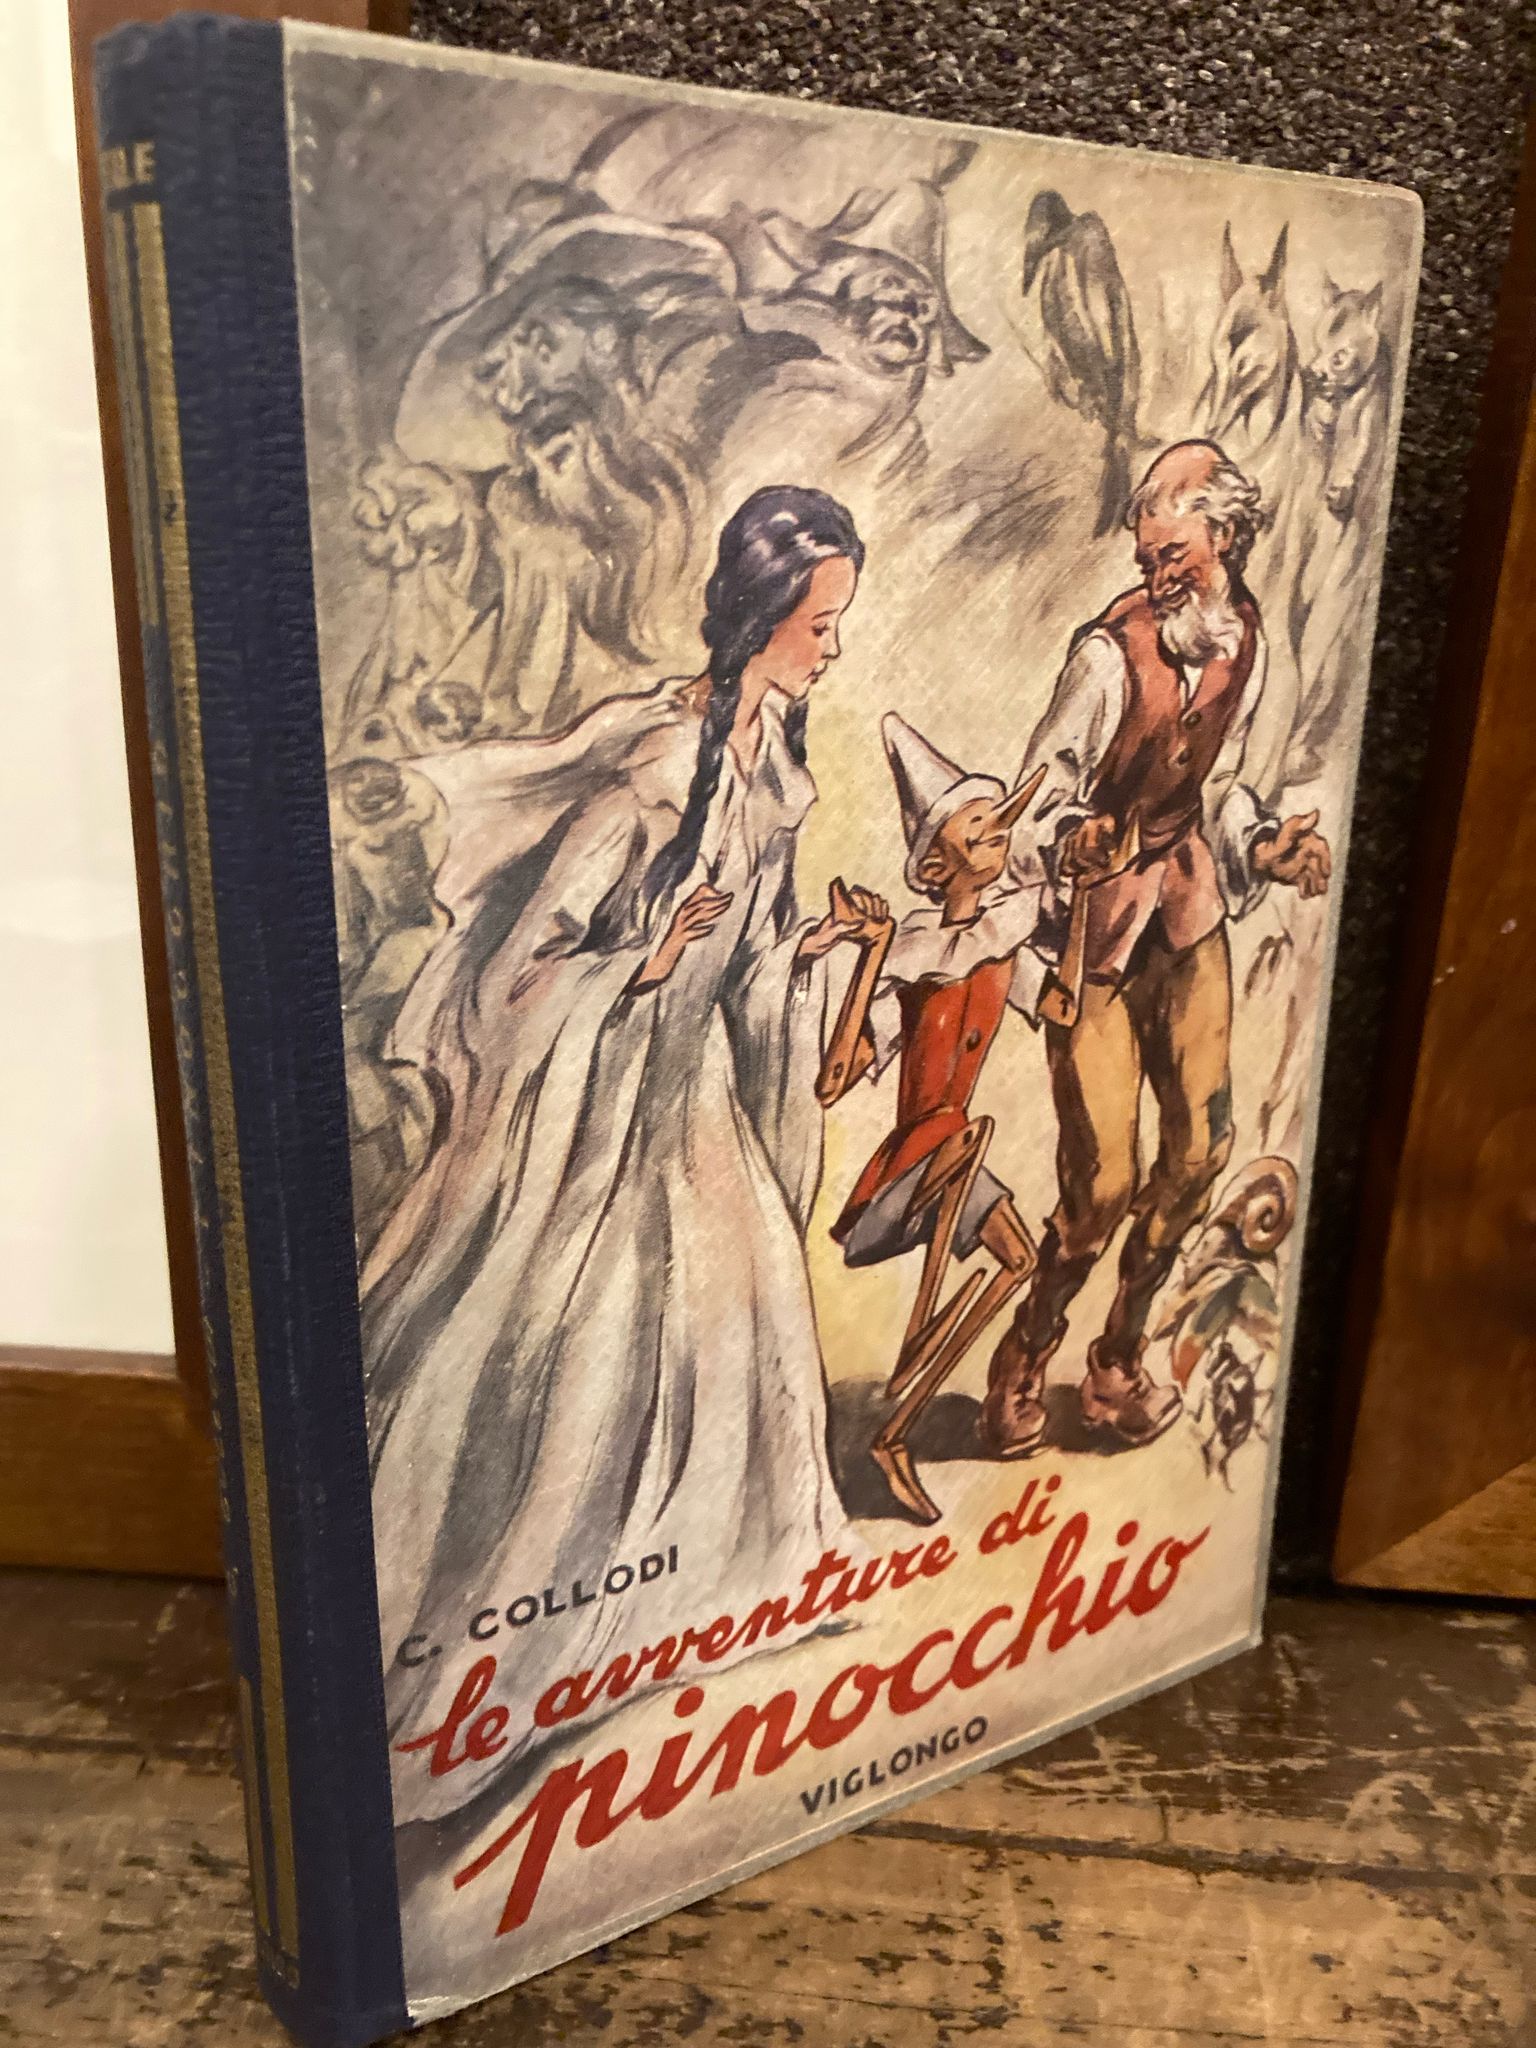 C. COLLODI
le avventure di
pinocchio
VIGLONGO